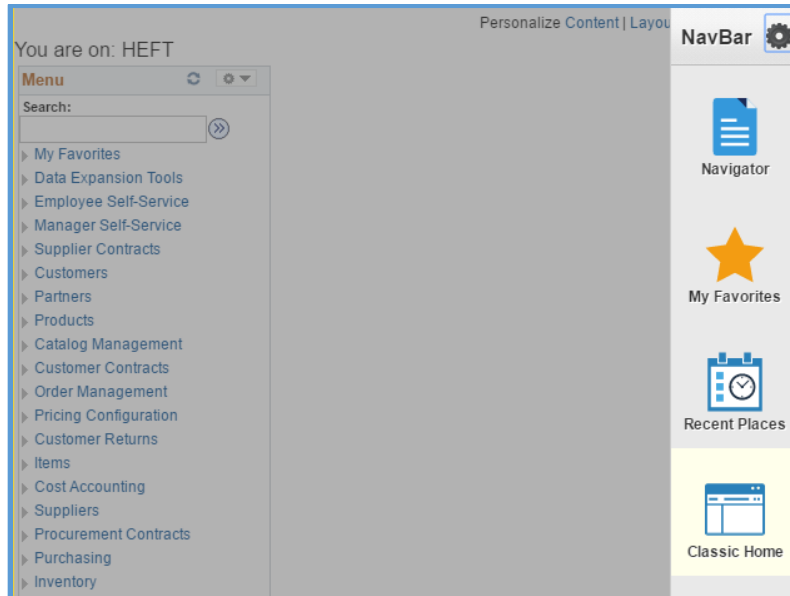 Personalize Content | Layou
NavBar
You are on: HEFT
Menu
Search:
My Favorites
Data Expansion Tools
Employee Self-Service
Manager Self-Service
Supplier Contracts
Customers
Partners
Products
Catalog Management
Customer Contracts
Order Management
Pricing Configuration
Customer Returns
Items
Cost Accounting
Suppliers
Procurement Contracts
Purchasing
Inventory
Navigator
My Favorites
Recent Places
Classic Home